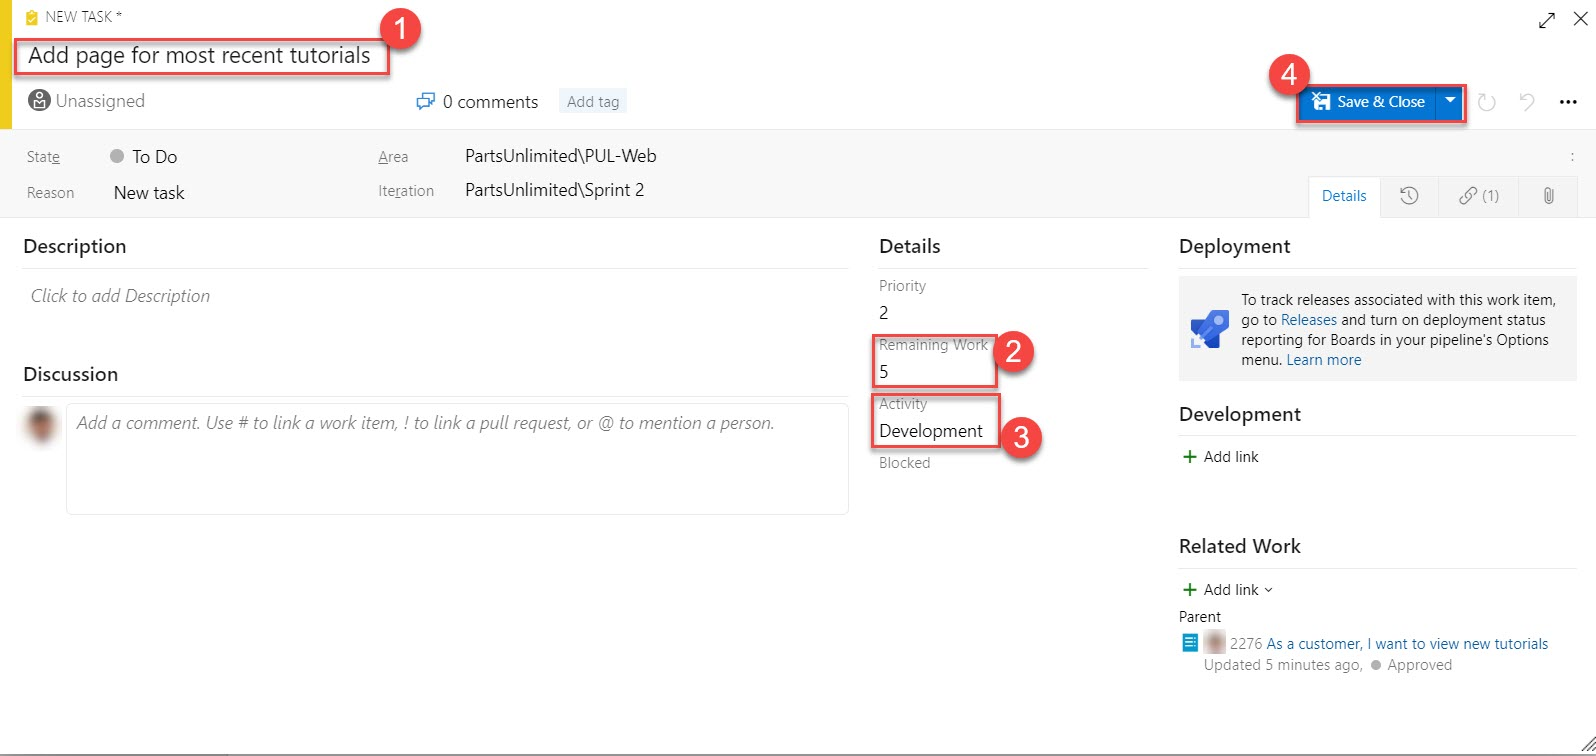 NEW TASK *
1
Add page for most recent tutorials
Unassigned
0 comments
Add tag
4
Save & Close
State
To Do
Area
PartsUnlimited\PUL-Web
Reason
New task
Iteration
PartsUnlimited\Sprint 2
Details
(1)
Description
Click to add Description
Discussion
Add a comment. Use # to link a work item, ! to link a pull request, or @ to mention a person.
Details
Priority
2
Remaining Work
5
2
Activity
Development
3
Blocked
Deployment
To track releases associated with this work item,
go to Releases and turn on deployment status
reporting for Boards in your pipeline's Options
menu. Learn more
Development
Add link
Related Work
Add link
Parent
2276 As a customer, I want to view new tutorials
Updated 5 minutes ago, Approved